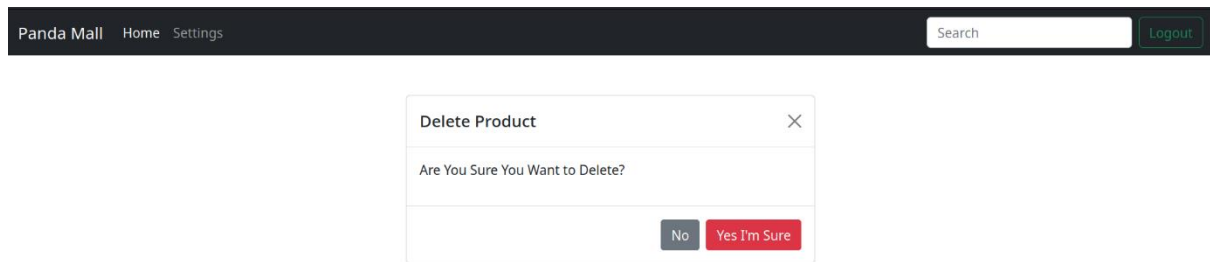 Panda Mall Home Settings Search Logout
Delete Product
Are You Sure You Want to Delete?
No Yes I'm Sure